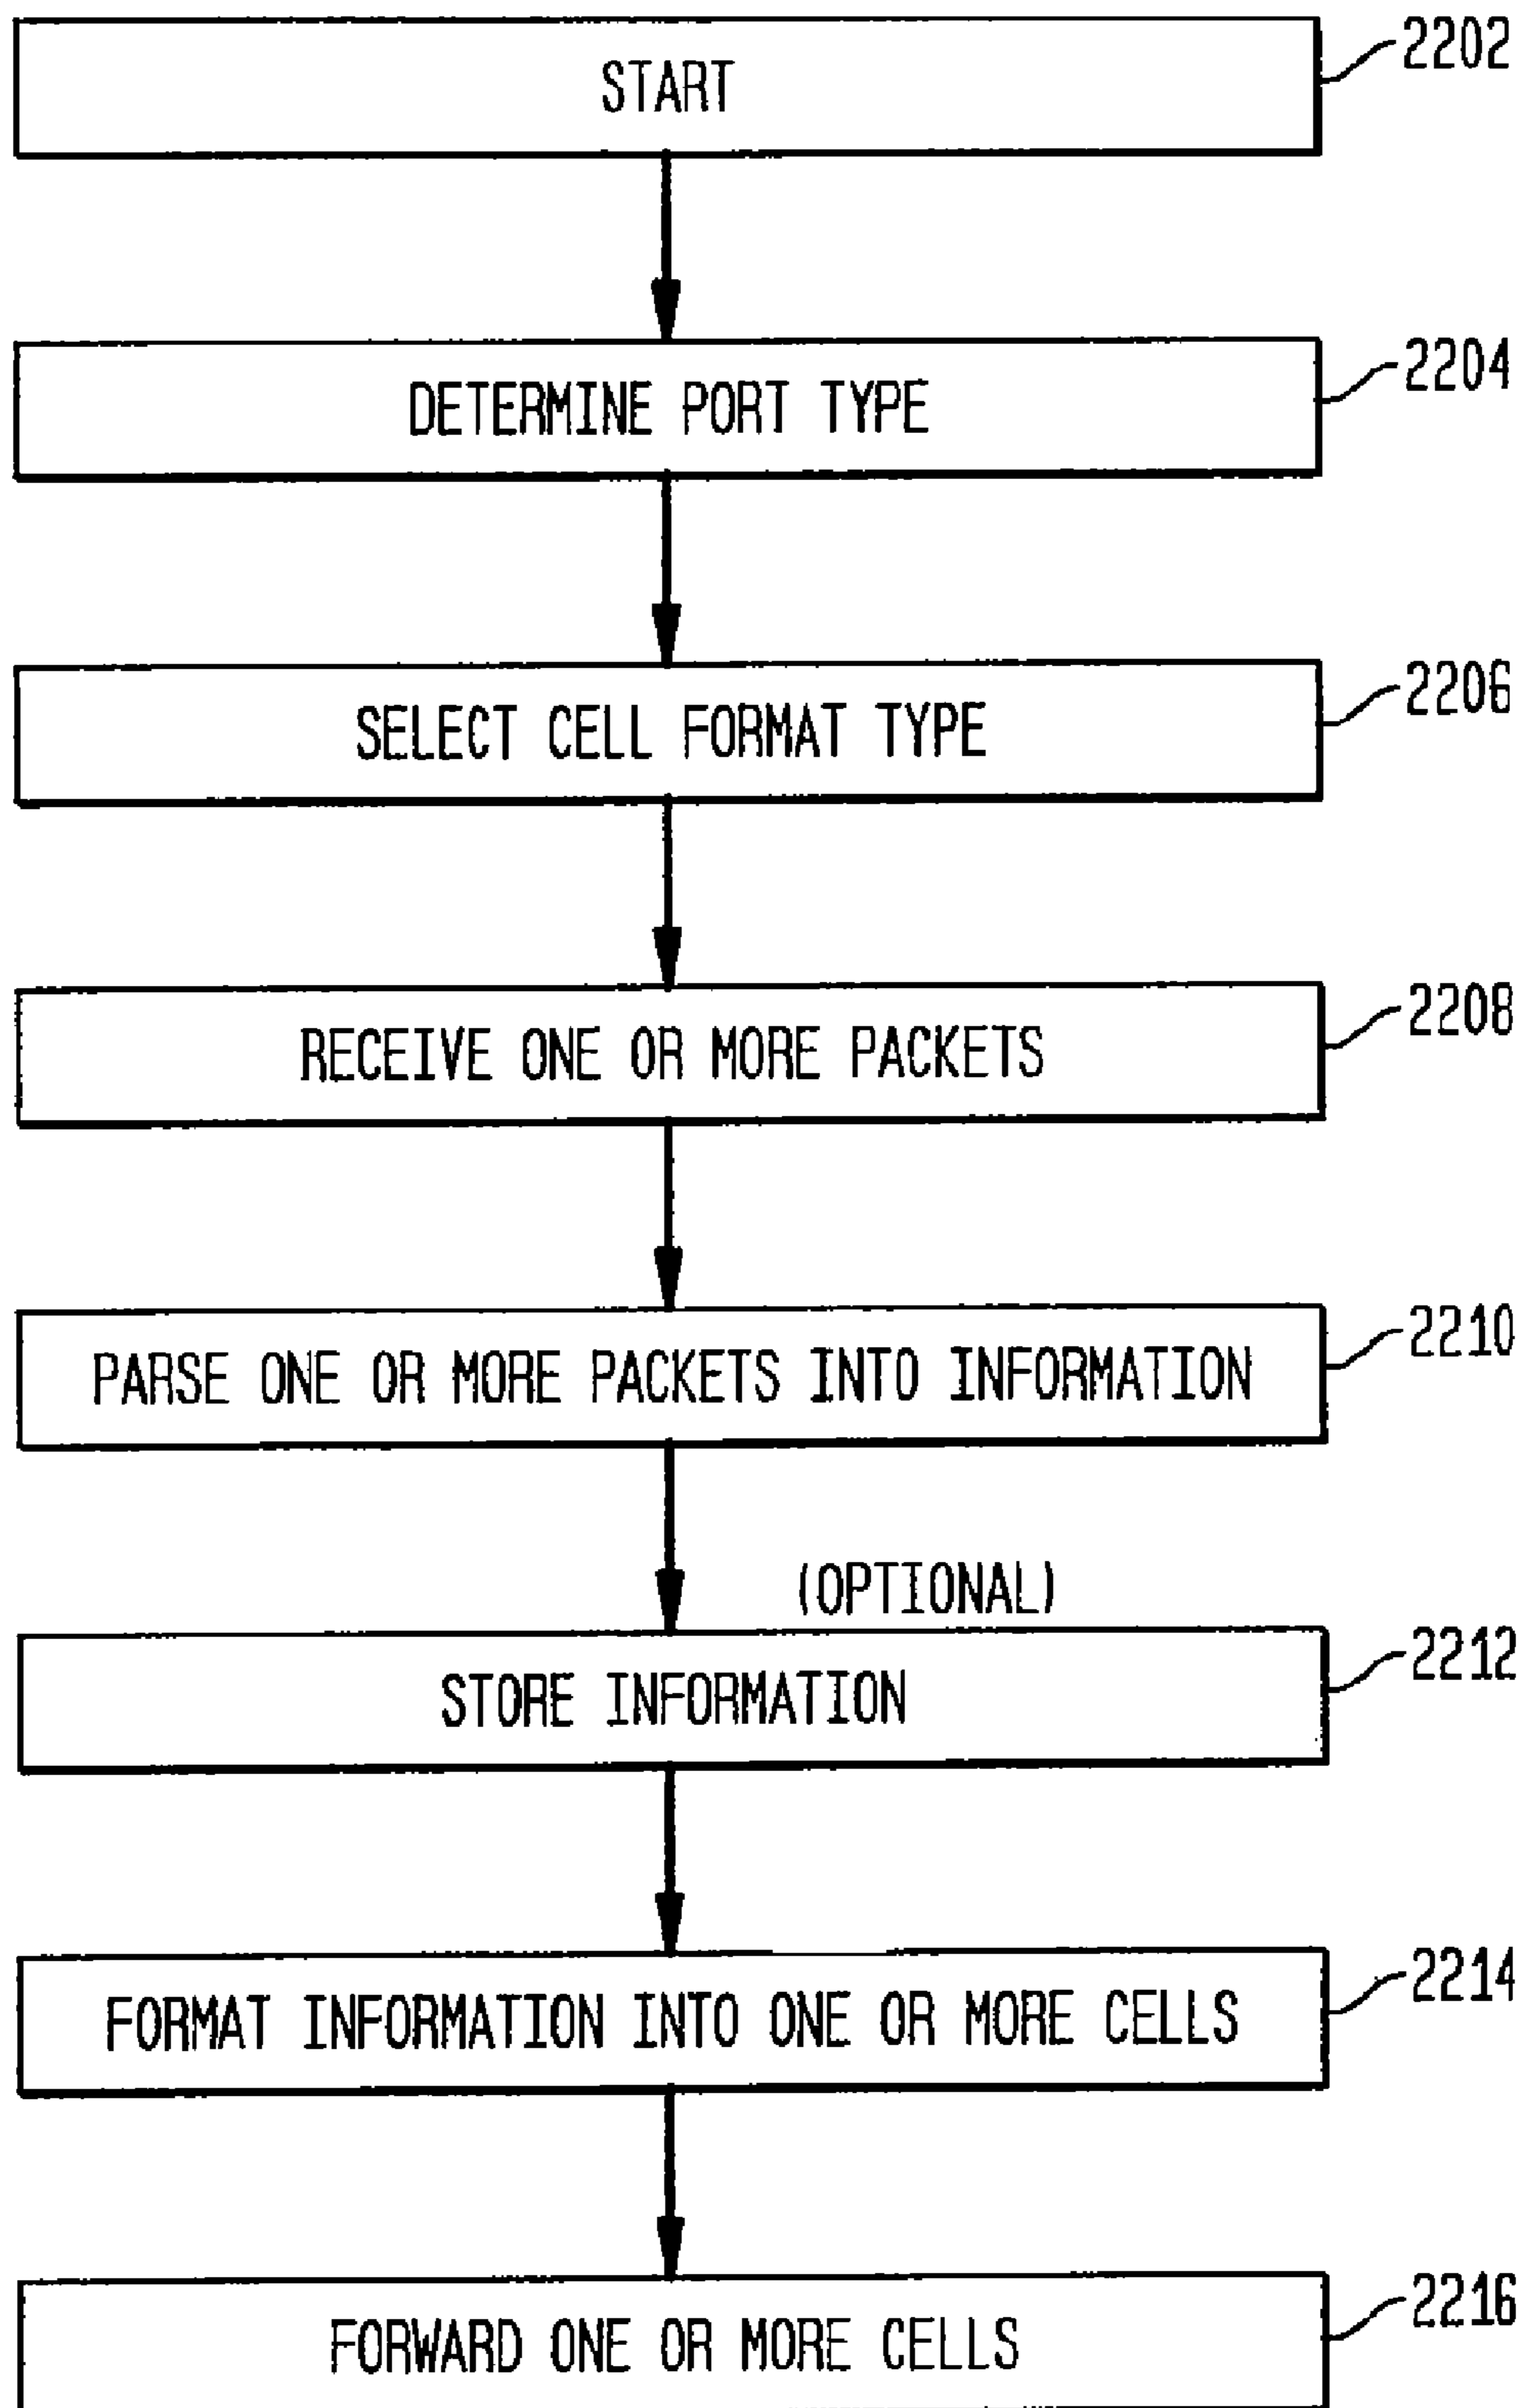 START
2202
DETERMINE PORT TYPE
2204
SELECT CELL FORMAT TYPE
2206
RECEIVE ONE OR MORE PACKETS
2208
PARSE ONE OR MORE PACKETS INTO INFORMATION
2210
(OPTIONAL)
STORE INFORMATION
2212
FORMAT INFORMATION INTO ONE OR MORE CELLS
2214
FORWARD ONE OR MORE CELLS
2216